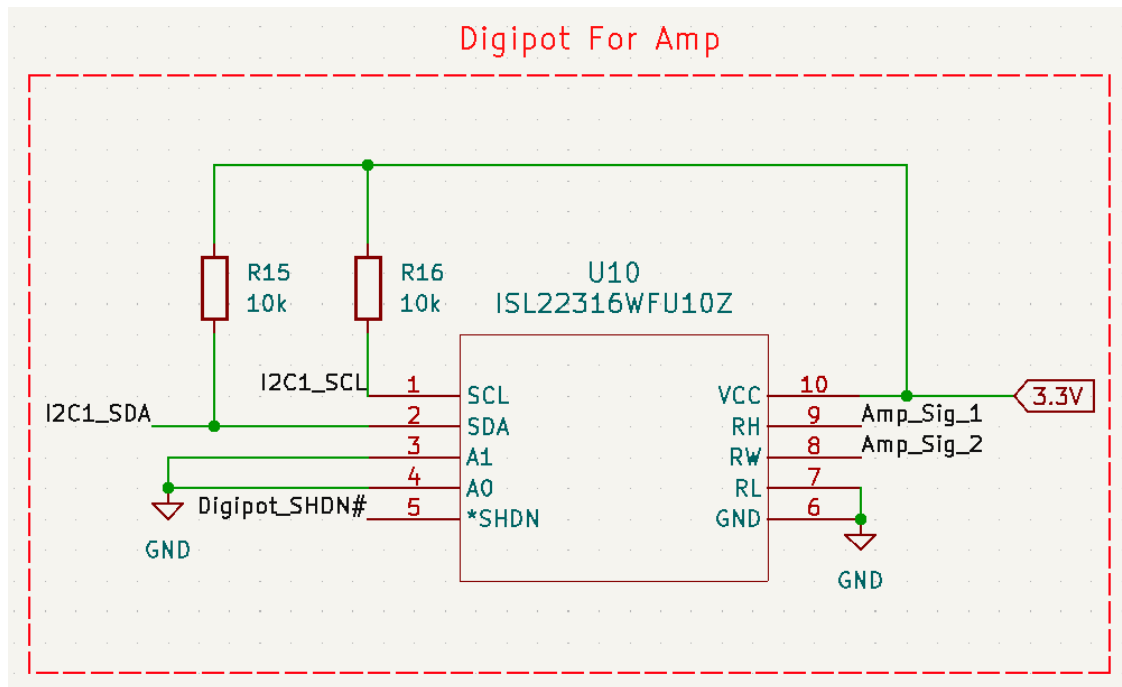 Digipot For Amp
R15
10k
R16
10k
U10
ISL22316WFU10Z
I2C1_SCL
1
SCL
VCC
10
3.3V
I2C1_SDA
2
SDA
RH
9
Amp_Sig_1
3
A1
RW
8
Amp_Sig_2
4
A0
RL
7
Digipot_SHDN#
5
*SHDN
GND
6
GND
GND